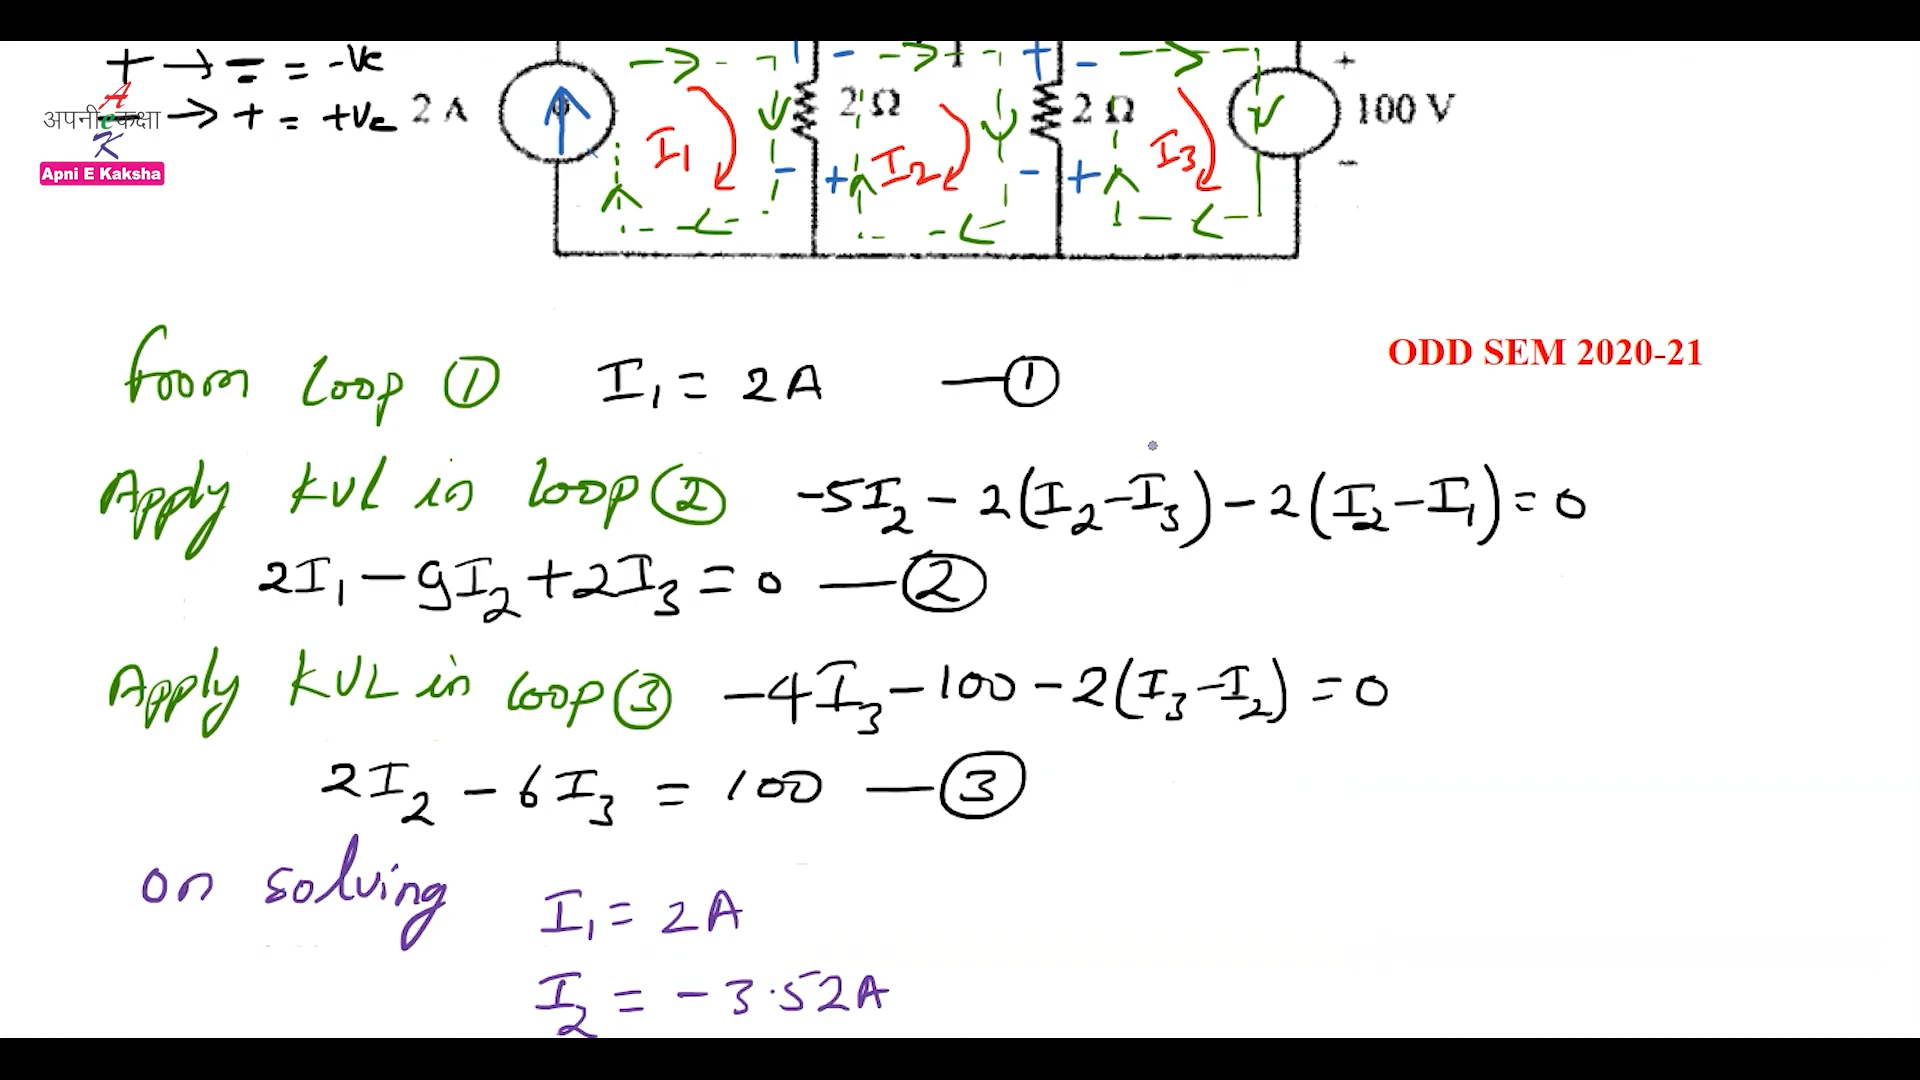 + → - = -ve
अपनी ई कक्षा
A e K
- → + = +ve
Apni E Kaksha
2 A
2 Ω
2 Ω
100 V
+
-
I₁
I₂
I₃
from loop ① I₁ = 2A —①
ODD SEM 2020-21
Apply KVL in loop ② -5I₂ - 2(I₂-I₃) - 2(I₂-I₁) = 0
2I₁ - 9I₂ + 2I₃ = 0 —②
Apply KVL in loop ③ -4I₃ - 100 - 2(I₃-I₂) = 0
2I₂ - 6I₃ = 100 —③
on solving
I₁ = 2A
I₂ = -3.52A